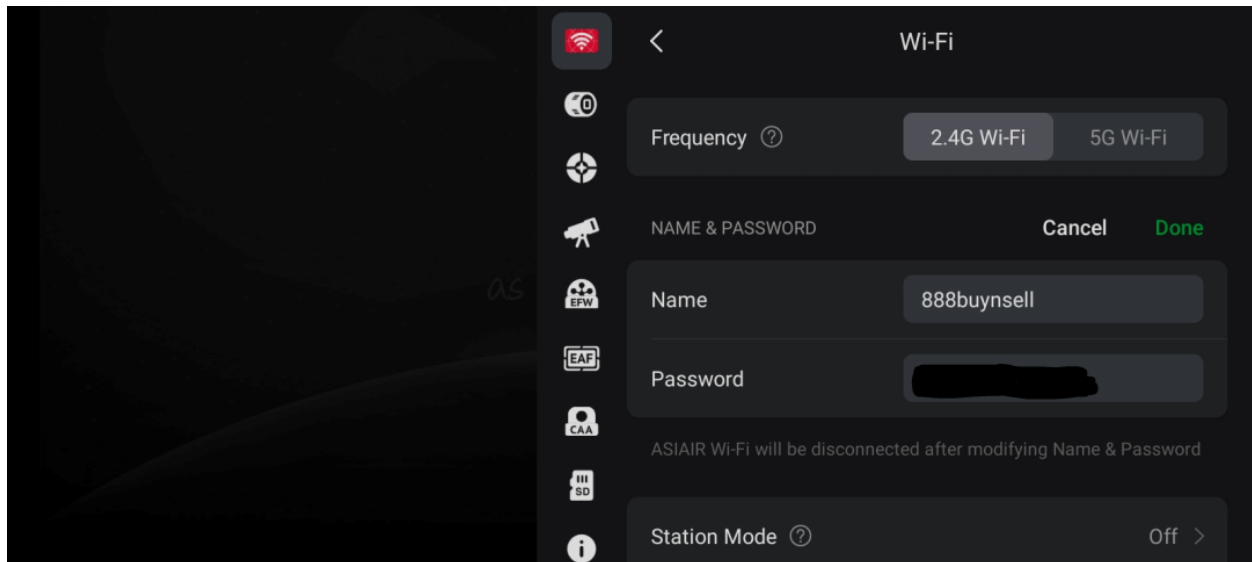 Wi-Fi
Frequency ? 2.4G Wi-Fi 5G Wi-Fi
NAME & PASSWORD Cancel Done
as
Name 888buynsell
EFW
EAF
Password
CAA
ASIAIR Wi-Fi will be disconnected after modifying Name & Password
SD
Station Mode ? Off >
i